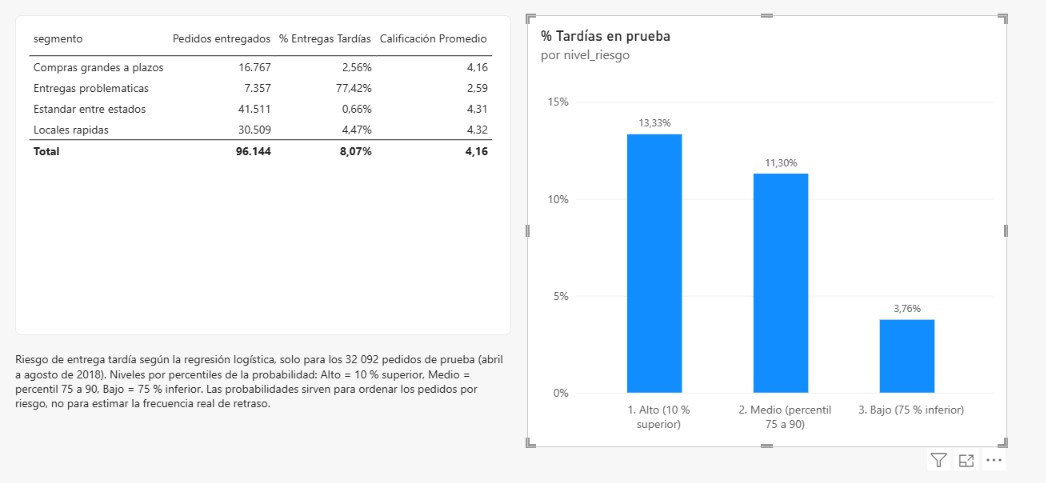 segmento Pedidos entregados % Entregas Tardías Calificación Promedio
Compras grandes a plazos 16.767 2,56% 4,16
Entregas problematicas 7.357 77,42% 2,59
Estandar entre estados 41.511 0,66% 4,31
Locales rapidas 30.509 4,47% 4,32
Total 96.144 8,07% 4,16
Riesgo de entrega tardía según la regresión logística, solo para los 32 092 pedidos de prueba (abril
a agosto de 2018). Niveles por percentiles de la probabilidad: Alto = 10 % superior, Medio =
percentil 75 a 90, Bajo = 75 % inferior. Las probabilidades sirven para ordenar los pedidos por
riesgo, no para estimar la frecuencia real de retraso.
% Tardías en prueba
por nivel_riesgo
15%
13,33%
11,30%
10%
5%
3,76%
0%
1. Alto (10 %
superior)
2. Medio (percentil
75 a 90)
3. Bajo (75 % inferior)